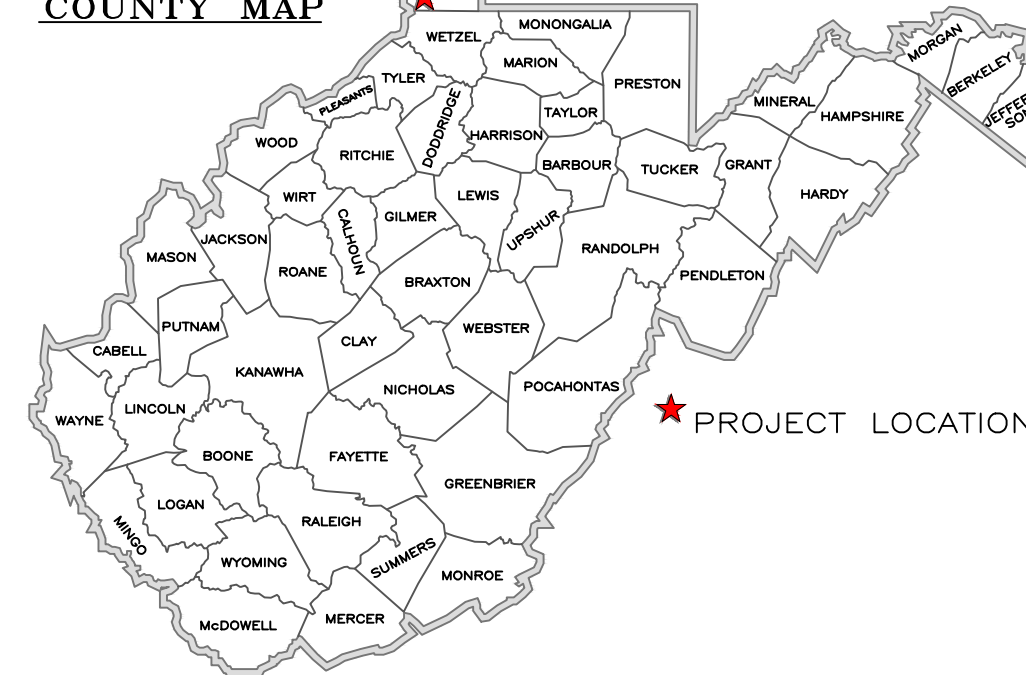 COUNTY MAP
MONONGALIA
WETZEL
MARION
MORGAN
BERKELEY
JEFFER
SON
TYLER
PRESTON
PLEASANTS
MINERAL
HAMPSHIRE
TAYLOR
DODDRIDGE
HARRISON
WOOD
RITCHIE
BARBOUR
TUCKER
GRANT
WIRT
LEWIS
HARDY
GILMER
CALHOUN
UPSHUR
JACKSON
RANDOLPH
MASON
ROANE
PENDLETON
BRAXTON
PUTNAM
WEBSTER
CLAY
CABELL
KANAWHA
NICHOLAS
POCAHONTAS
LINCOLN
WAYNE
PROJECT LOCATION
BOONE
FAYETTE
GREENBRIER
LOGAN
RALEIGH
MINGO
SUMMERS
WYOMING
MONROE
MERCER
McDOWELL